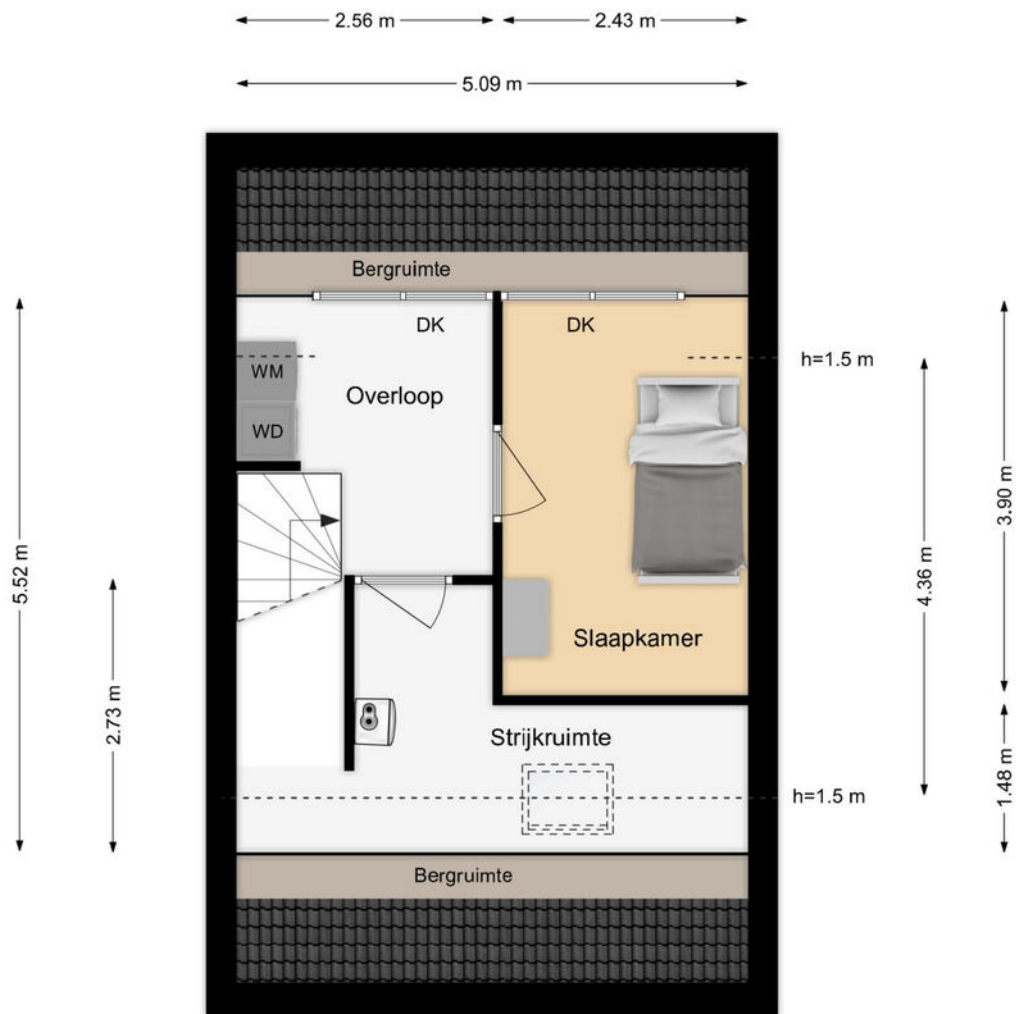 2.56 m
2.43 m
5.09 m
Bergruimte
DK
DK
h=1.5 m
WM
Overloop
WD
3.90 m
5.52 m
4.36 m
Slaapkamer
2.73 m
Strijkruimte
1.48 m
h=1.5 m
Bergruimte